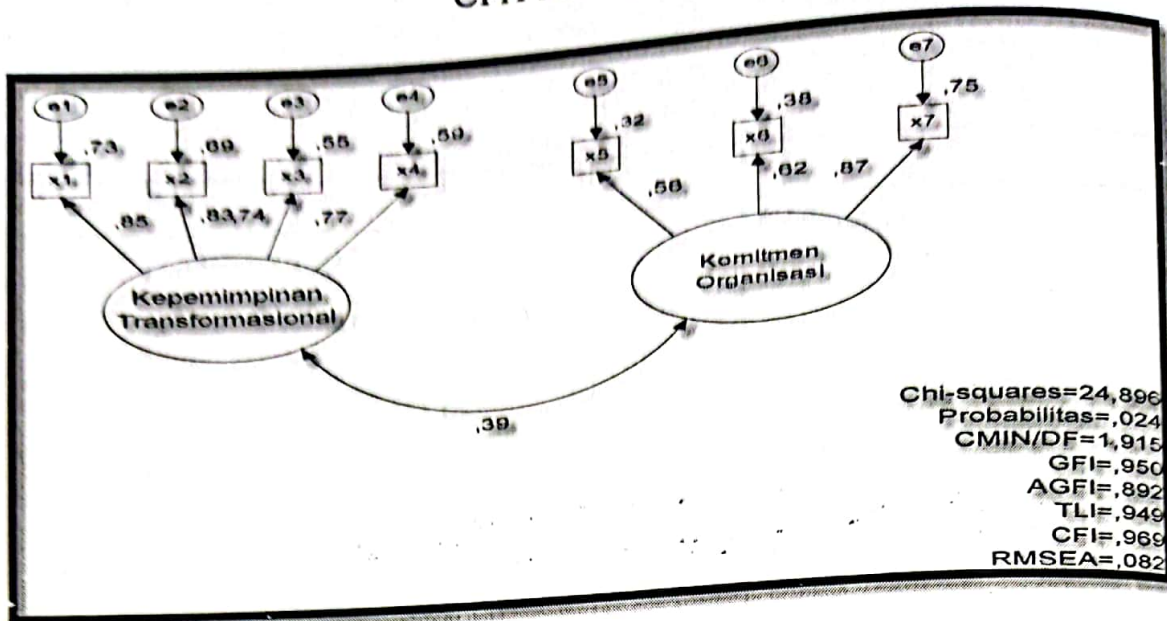 e1 e2 e3 e4 e5 e6 e7
,73 ,69 ,55 ,59 ,32 ,38 ,75
x1 x2 x3 x4 x5 x6 x7
,85 ,83 ,74 ,77 ,56 ,62 ,87
Kepemimpinan
Transformasional
Komitmen
Organisasi
,39
Chi-squares=24,896
Probabilitas=,024
CMIN/DF=1,915
GFI=,950
AGFI=,892
TLI=,949
CFI=,969
RMSEA=,082